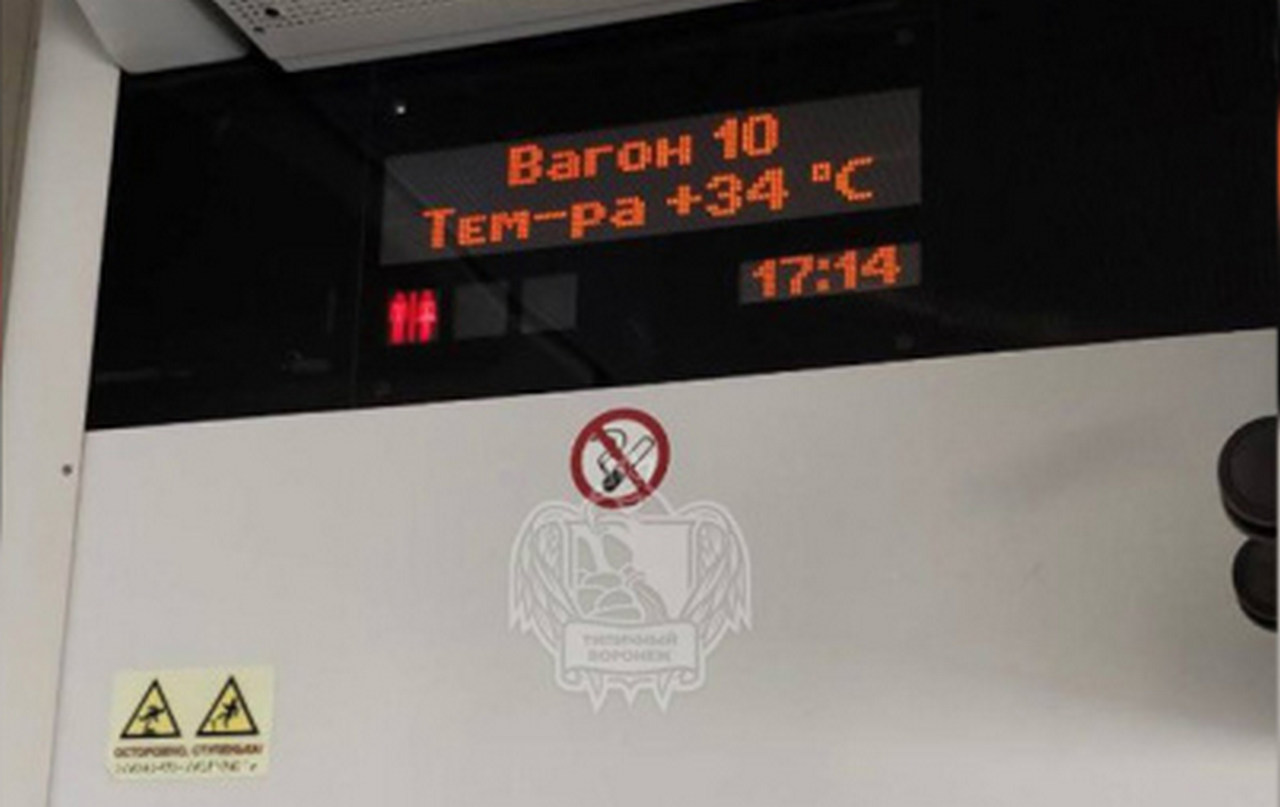 Вагон 10
Тем-ра +34 °C
17:14
ТИПИЧНЫЙ
ВОРОНЕЖ
ОСТОРОЖНО, СТУПЕНЬКИ!